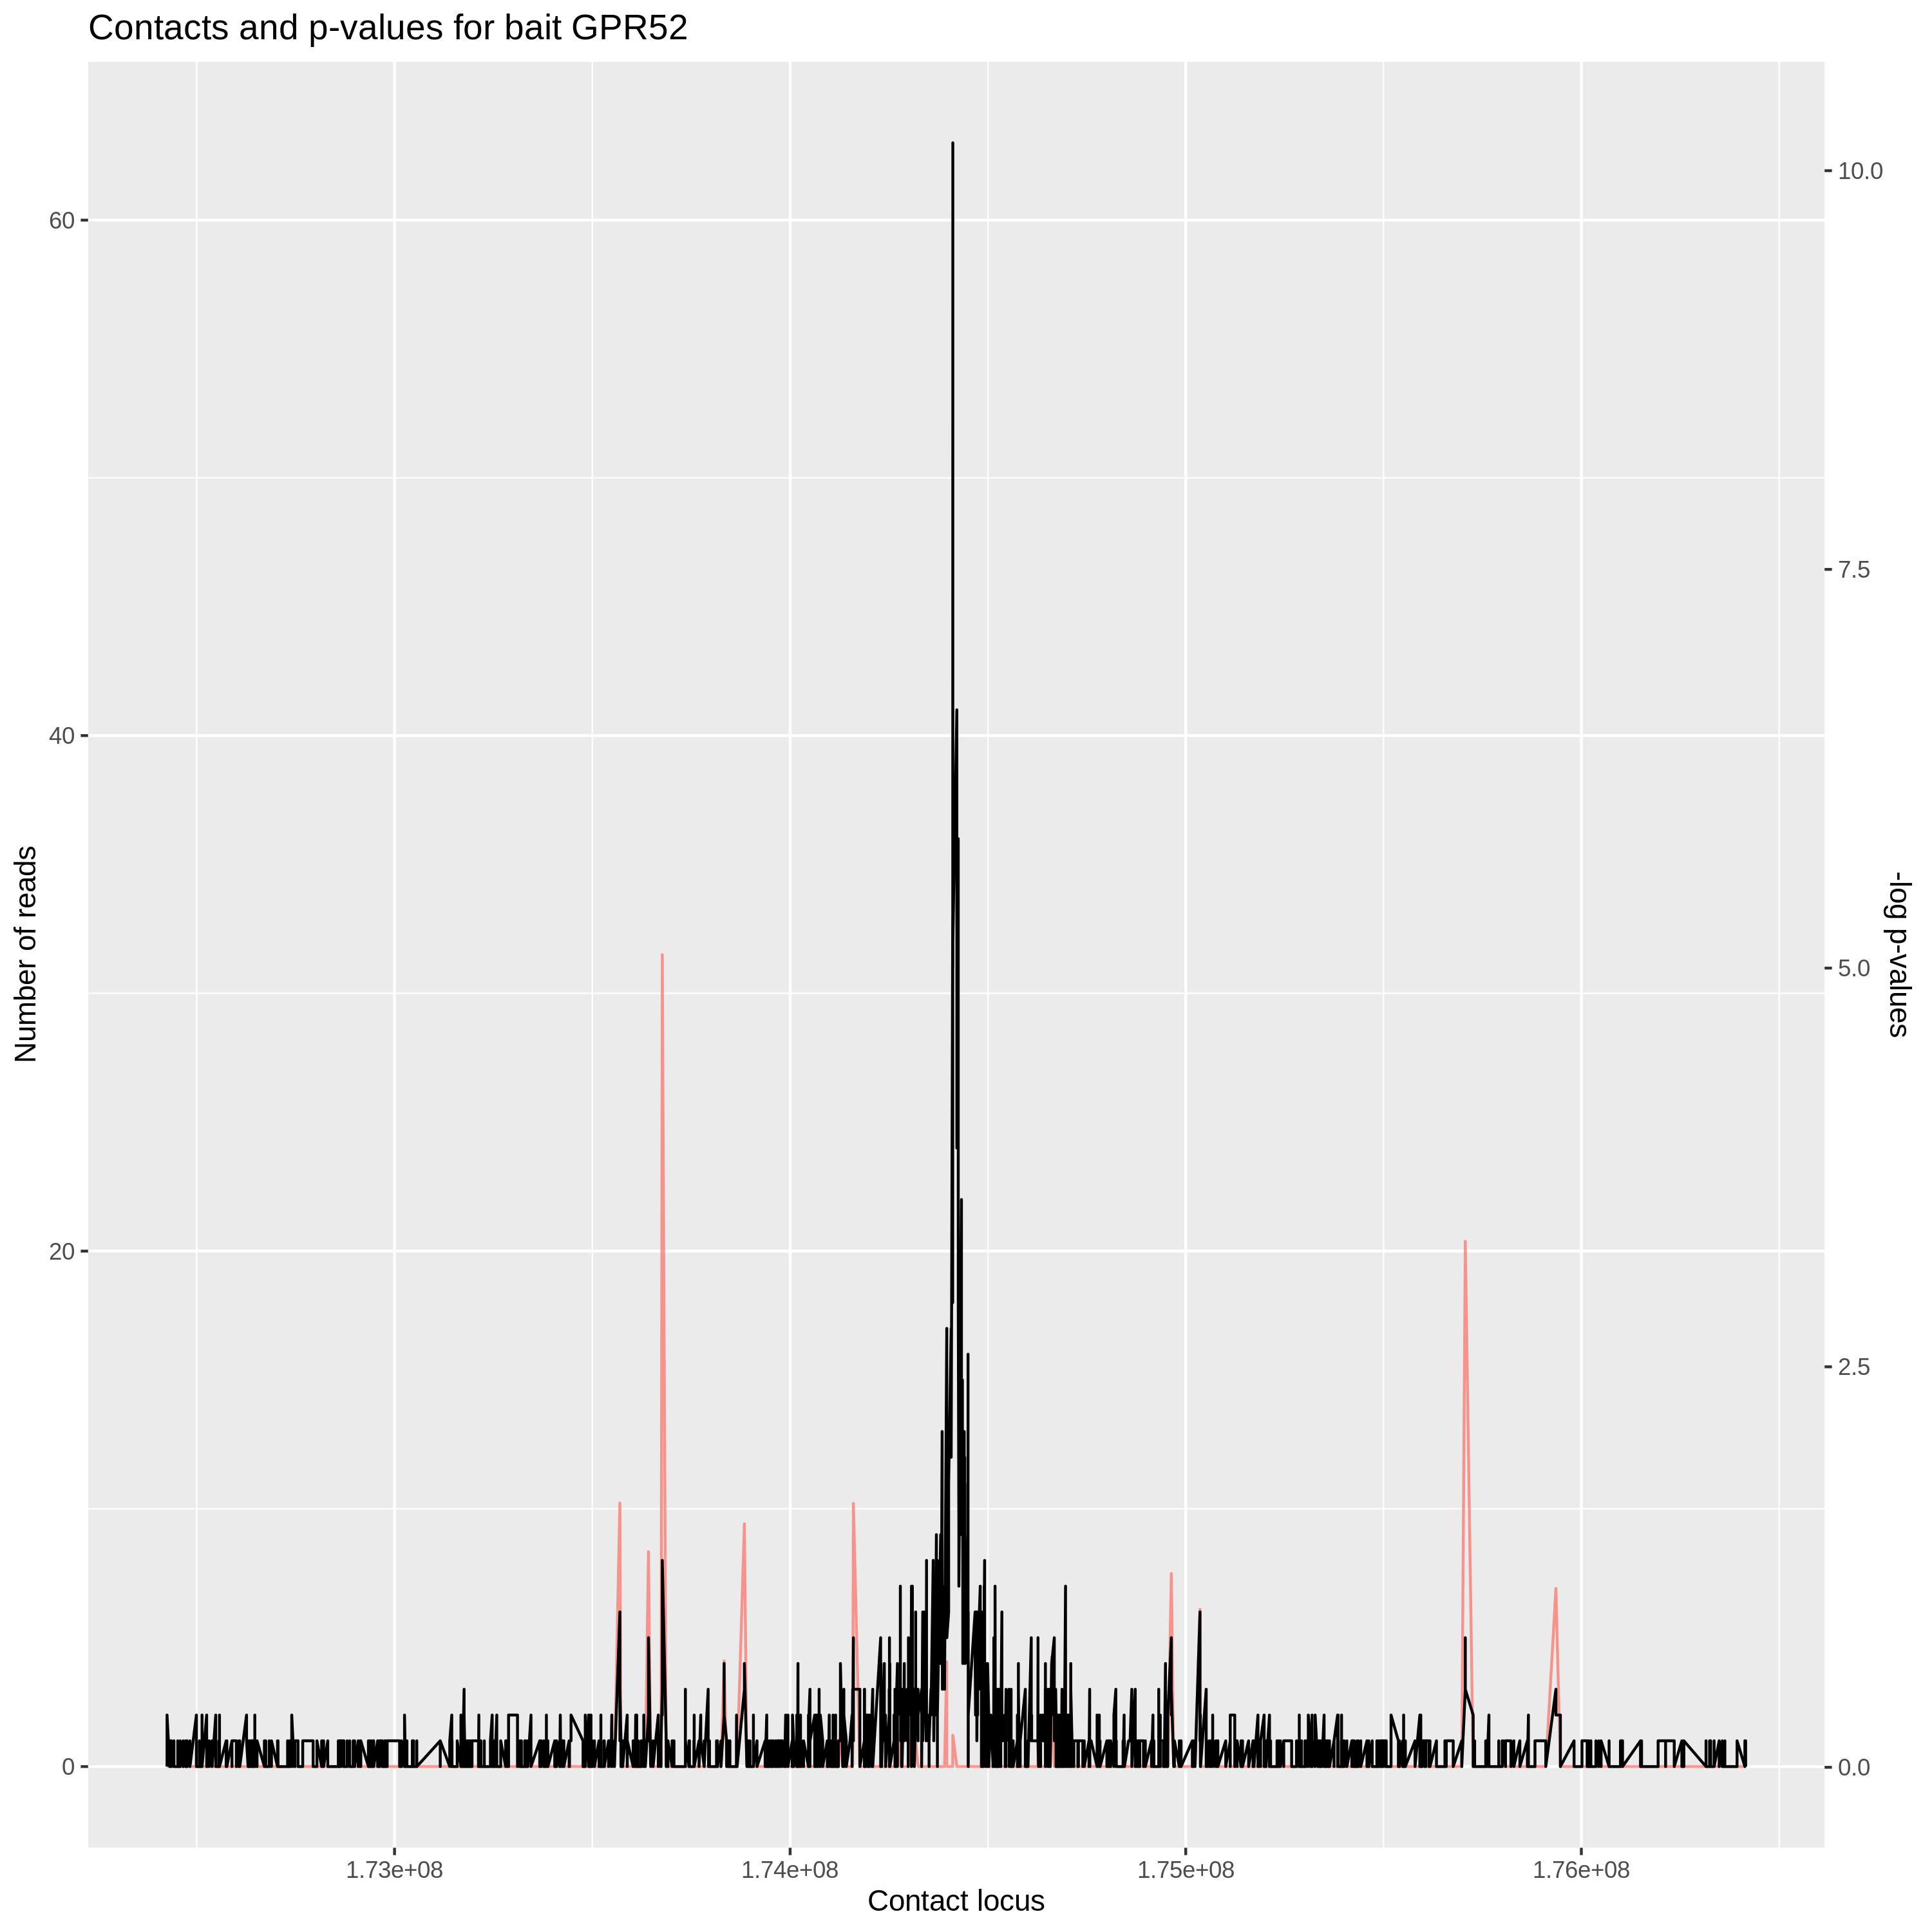 Contacts and p-values for bait GPR52
Number of reads
60
40
20
0
10.0
7.5
5.0
2.5
0.0
-log p-values
1.73e+08
1.74e+08
1.75e+08
1.76e+08
Contact locus